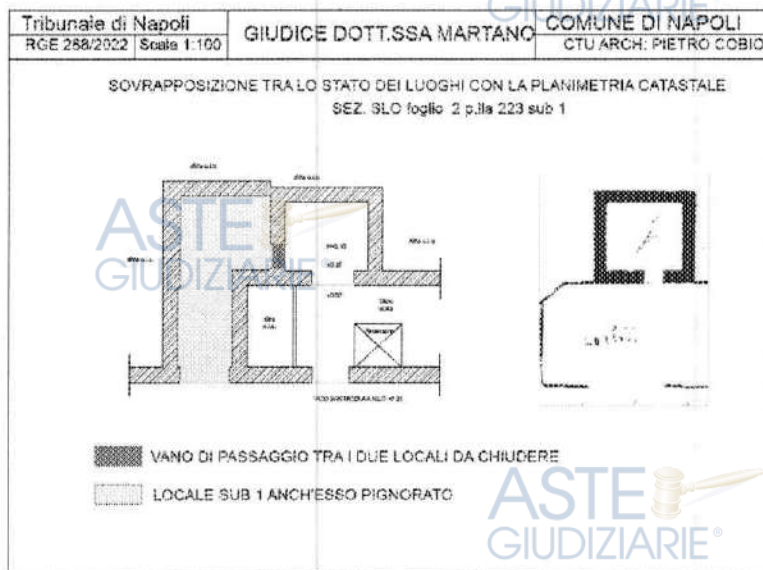 Tribunale di Napoli
RGE 268/2022 Scala 1:100
GIUDICE DOTT.SSA MARTANO
COMUNE DI NAPOLI
CTU ARCH: PIETRO COBIO
SOVRAPPOSIZIONE TRA LO STATO DEI LUOGHI CON LA PLANIMETRIA CATASTALE
SEZ. SLO foglio 2 p.lla 223 sub 1
VANO DI PASSAGGIO TRA I DUE LOCALI DA CHIUDERE
LOCALE SUB 1 ANCH'ESSO PIGNORATO
ASTE
GIUDIZIARIE
ASTE
GIUDIZIARIE®
GIUDIZIARIE